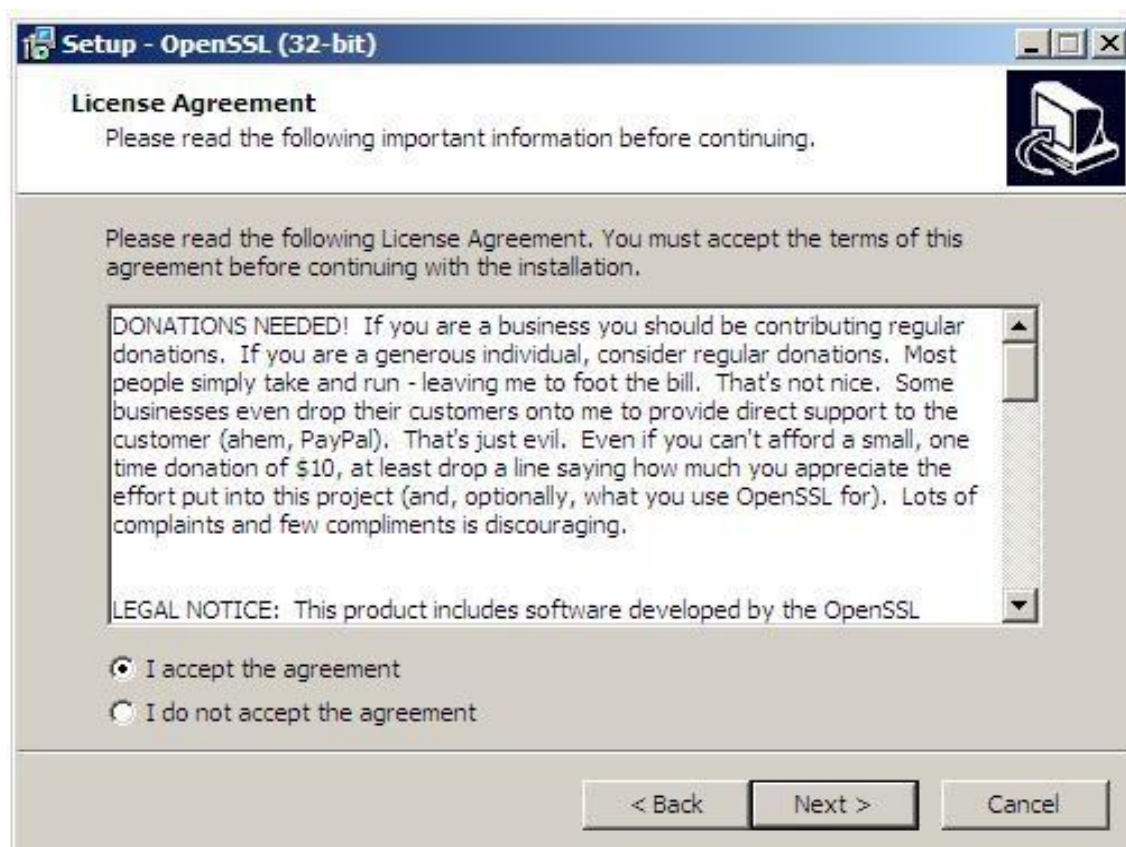 Setup - OpenSSL (32-bit)
License Agreement
Please read the following important information before continuing.
Please read the following License Agreement. You must accept the terms of this
agreement before continuing with the installation.
DONATIONS NEEDED!  If you are a business you should be contributing regular
donations.  If you are a generous individual, consider regular donations.  Most
people simply take and run - leaving me to foot the bill.  That's not nice.  Some
businesses even drop their customers onto me to provide direct support to the
customer (ahem, PayPal).  That's just evil.  Even if you can't afford a small, one
time donation of $10, at least drop a line saying how much you appreciate the
effort put into this project (and, optionally, what you use OpenSSL for).  Lots of
complaints and few compliments is discouraging.
LEGAL NOTICE:  This product includes software developed by the OpenSSL
I accept the agreement
I do not accept the agreement
< Back
Next >
Cancel